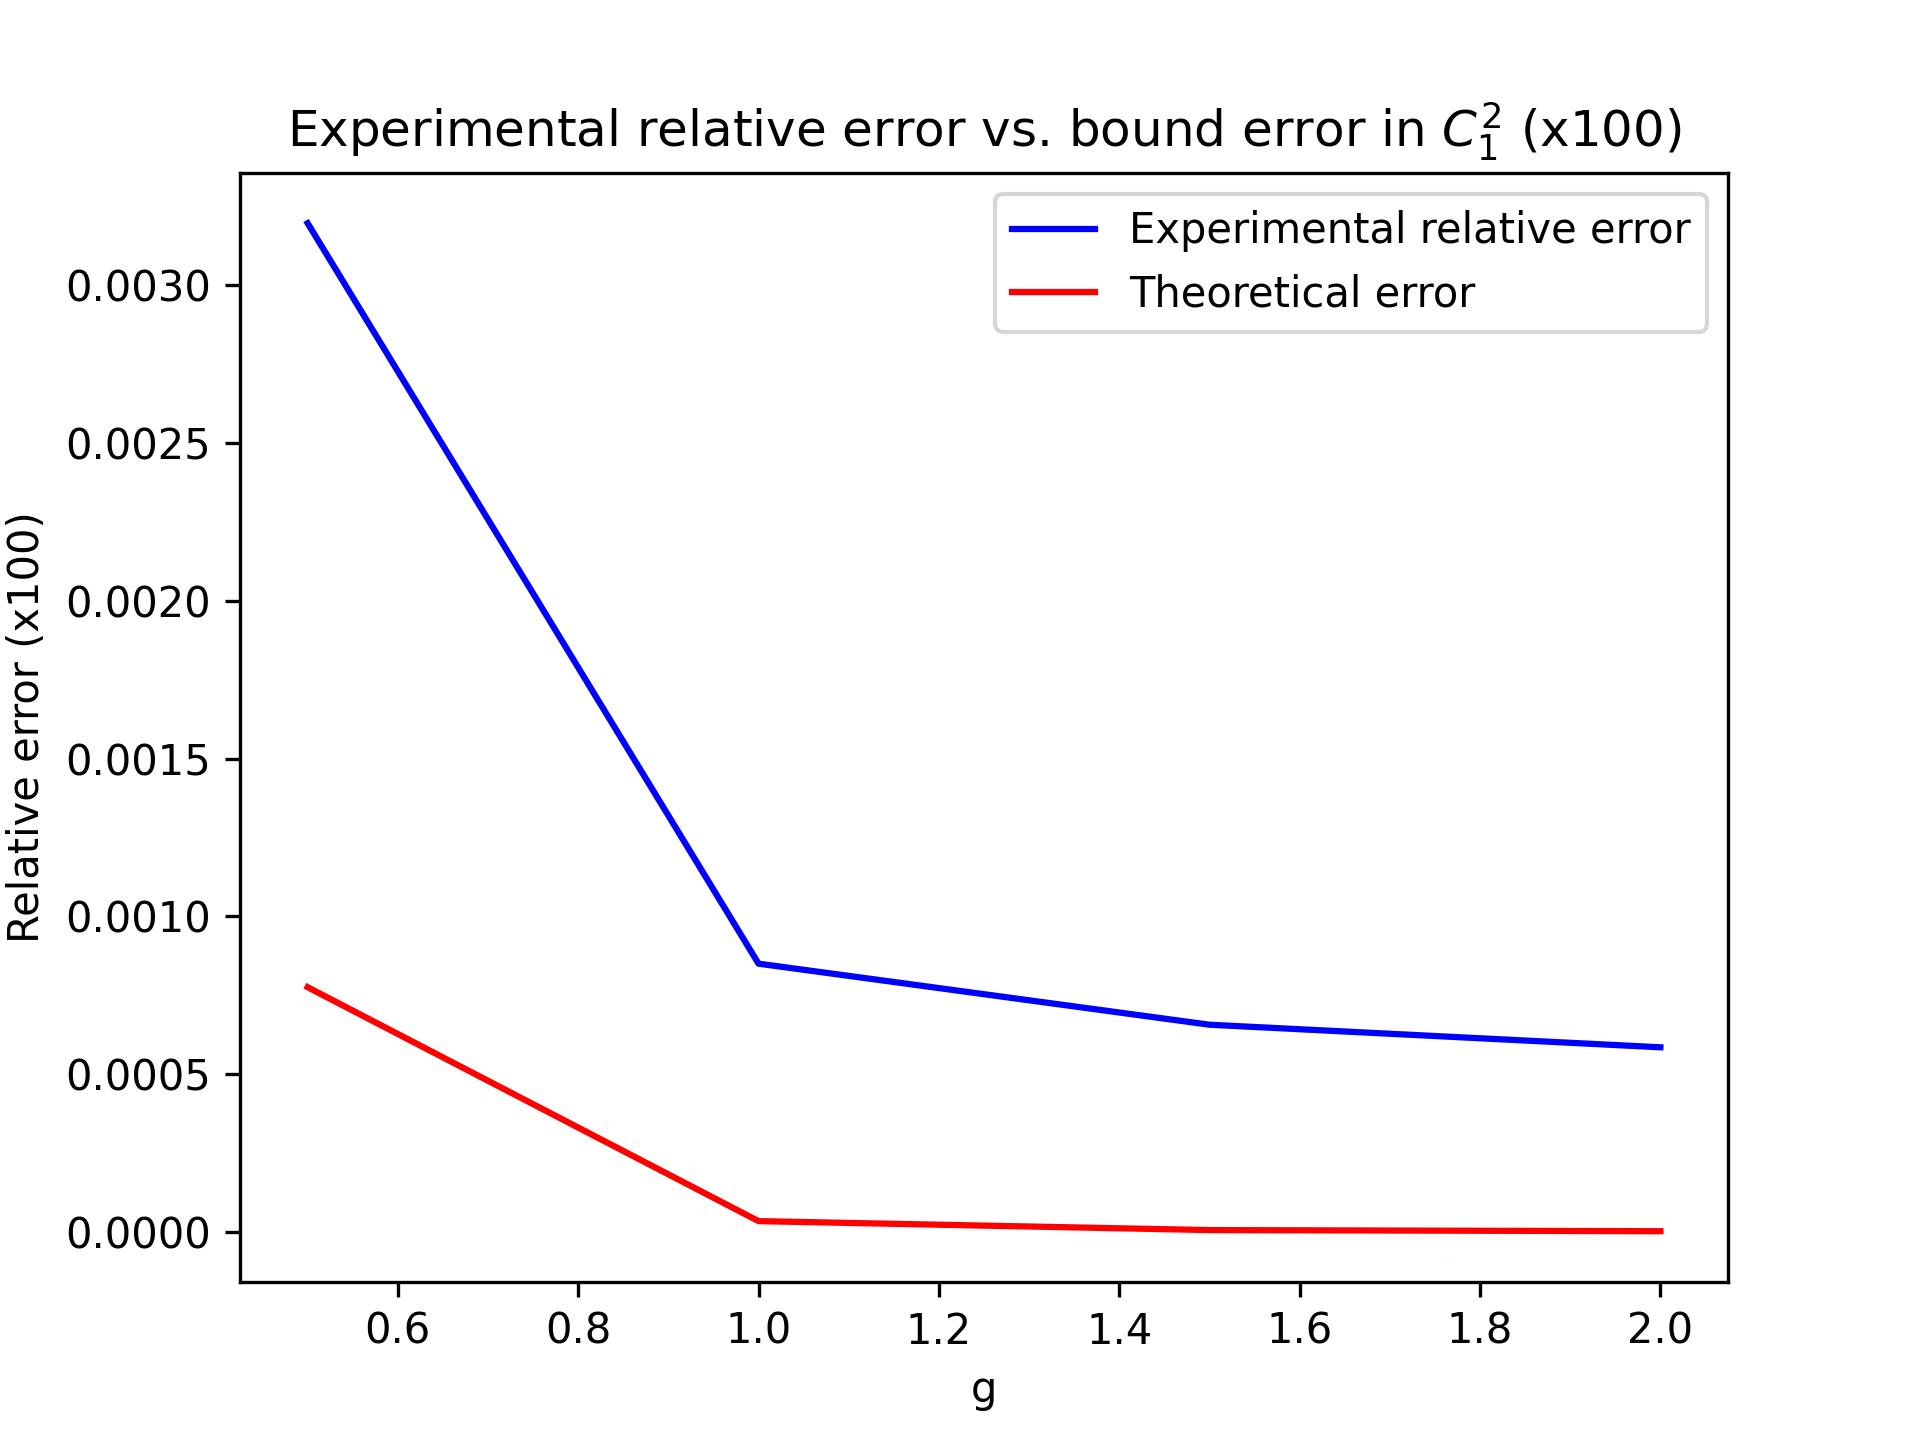 Experimental relative error vs. bound error in $C_1^2$ (x100)
Experimental relative error
Theoretical error
Relative error (x100)
0.0030
0.0025
0.0020
0.0015
0.0010
0.0005
0.0000
0.6 0.8 1.0 1.2 1.4 1.6 1.8 2.0
g